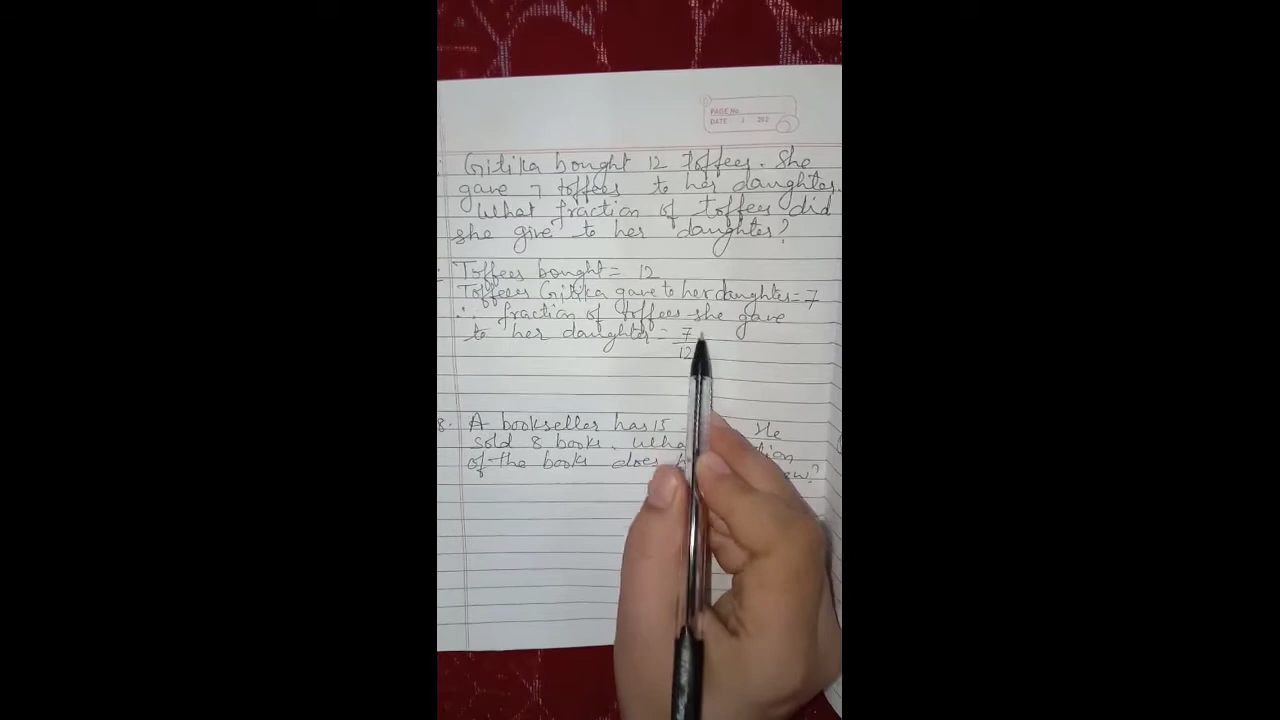 PAGE No
DATE
Gitika bought 12 toffees. She
gave 7 toffees to her daughter.
What fraction of toffees did
she give to her daughter?
Toffees bought = 12
Toffees Gitika gave to her daughter = 7
∴ fraction of toffees she gave
to her daughter = 7/12
8. A bookseller has 15 He
sold 8 books.
of the books does